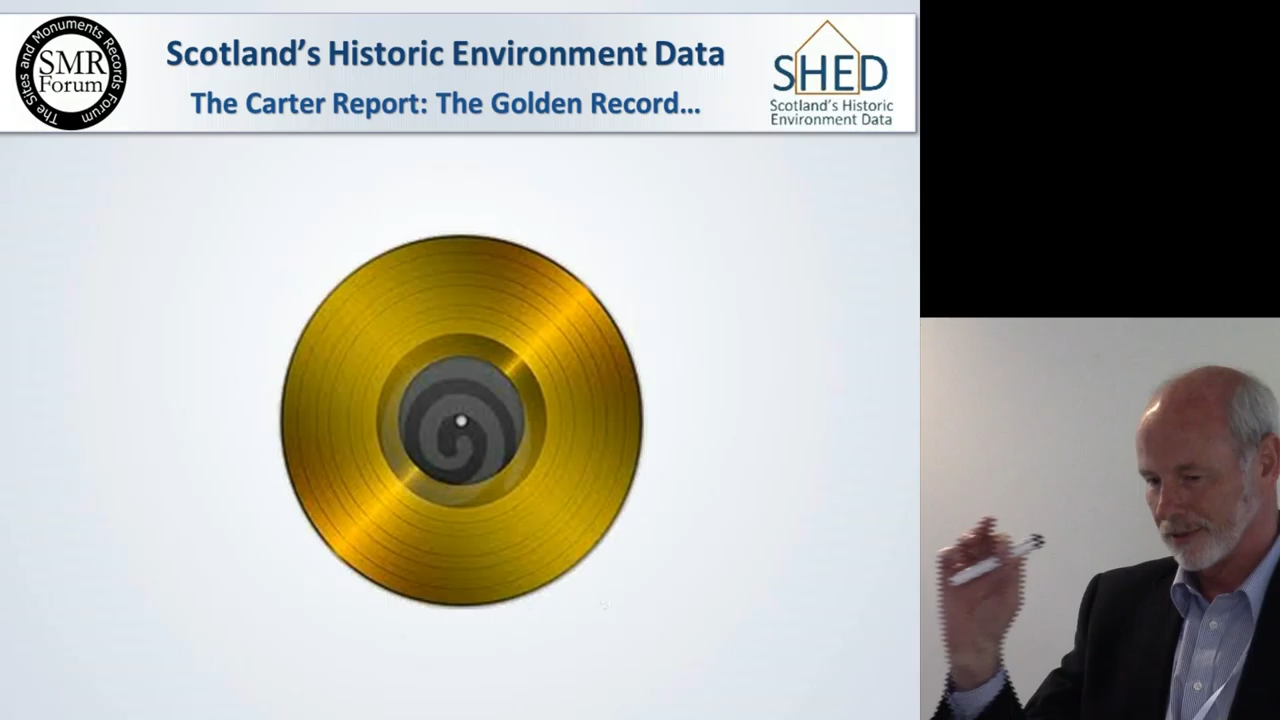 The Sites and Monuments Records Forum
SMR
Forum
Scotland's Historic Environment Data
The Carter Report: The Golden Record...
SHED
Scotland's Historic
Environment Data